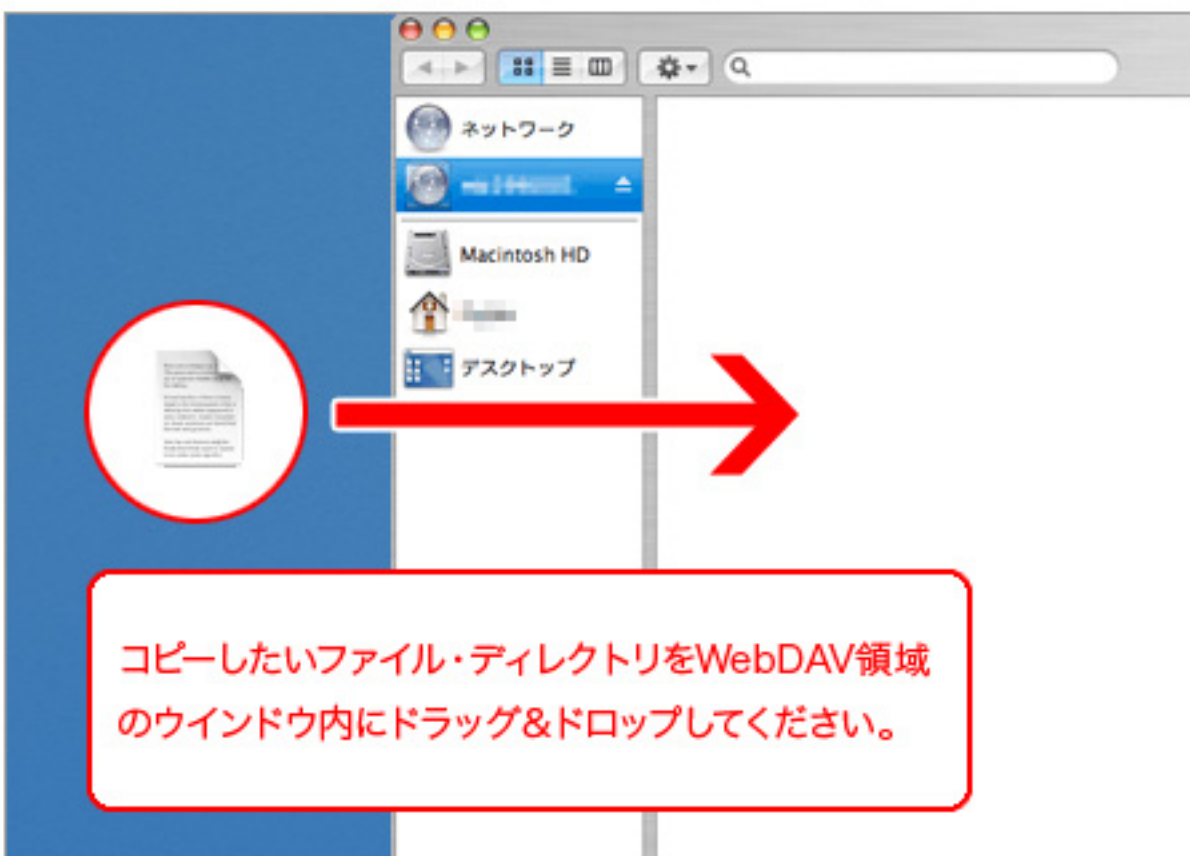 ネットワーク
Macintosh HD
デスクトップ
コピーしたいファイル・ディレクトリをWebDAV領域
のウインドウ内にドラッグ&ドロップしてください。